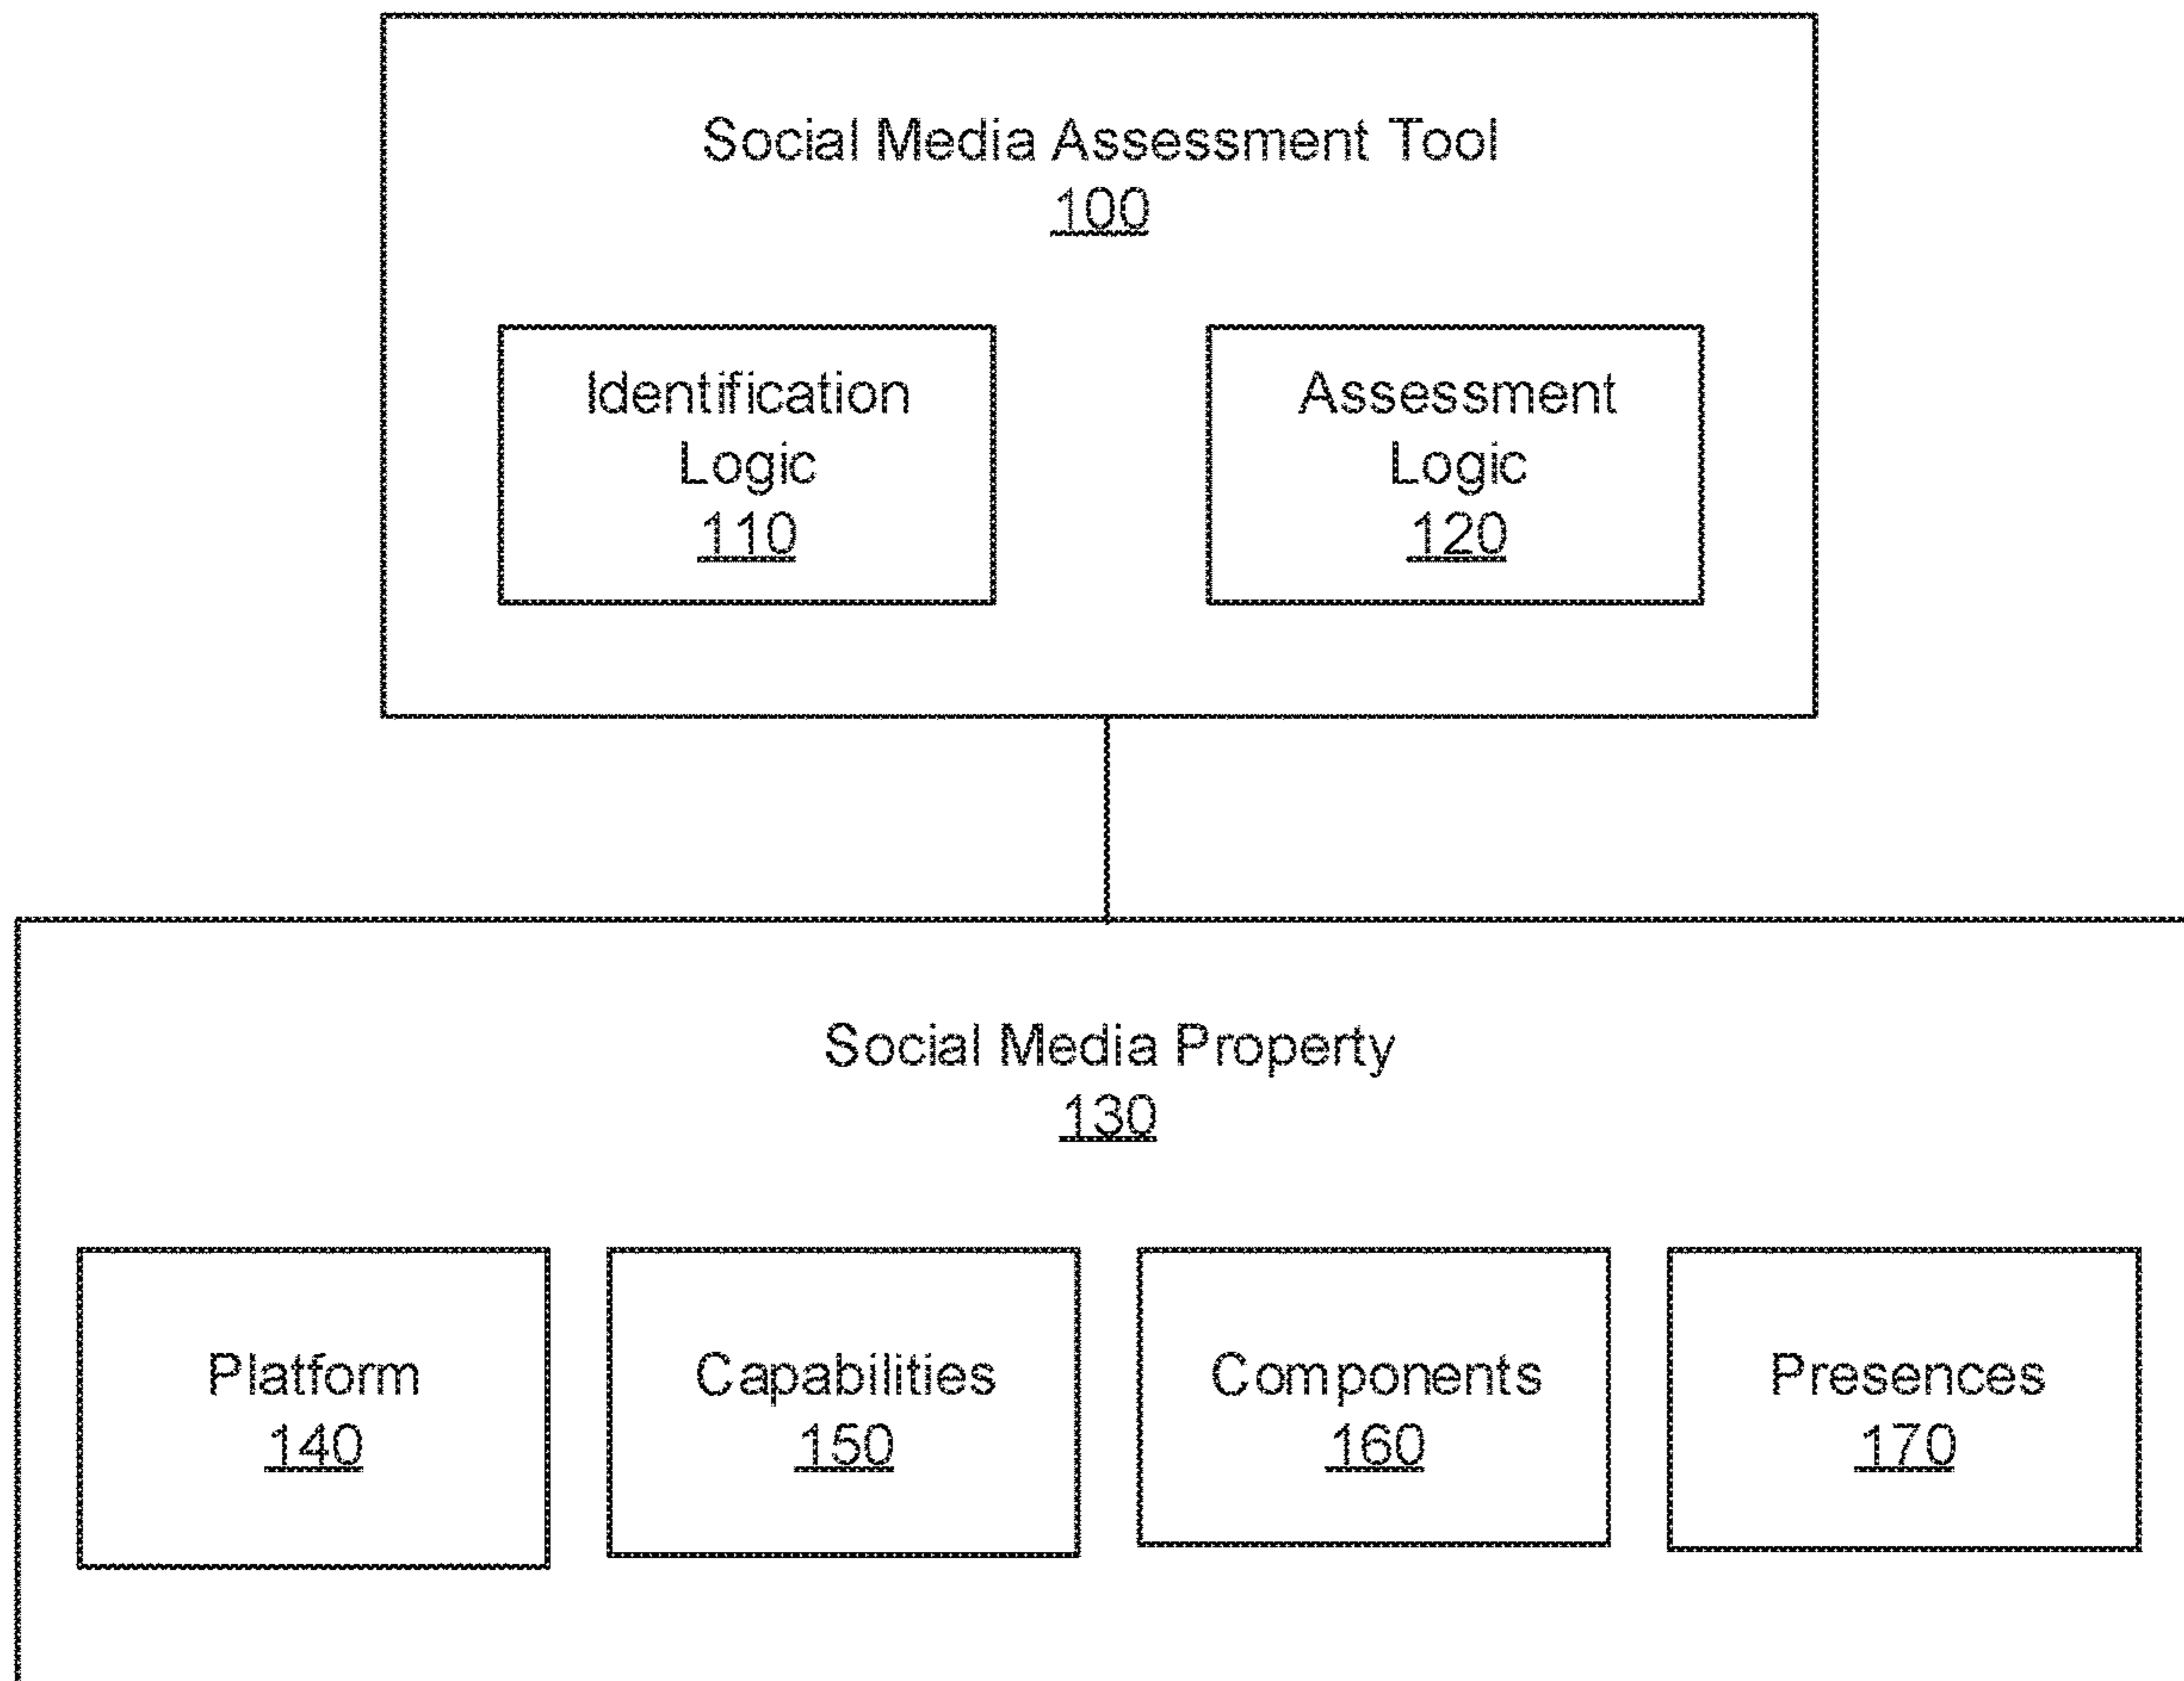 Social Media Assessment Tool
100
Identification
Logic
110
Assessment
Logic
120
Social Media Property
130
Platform
140
Capabilities
150
Components
160
Presences
170